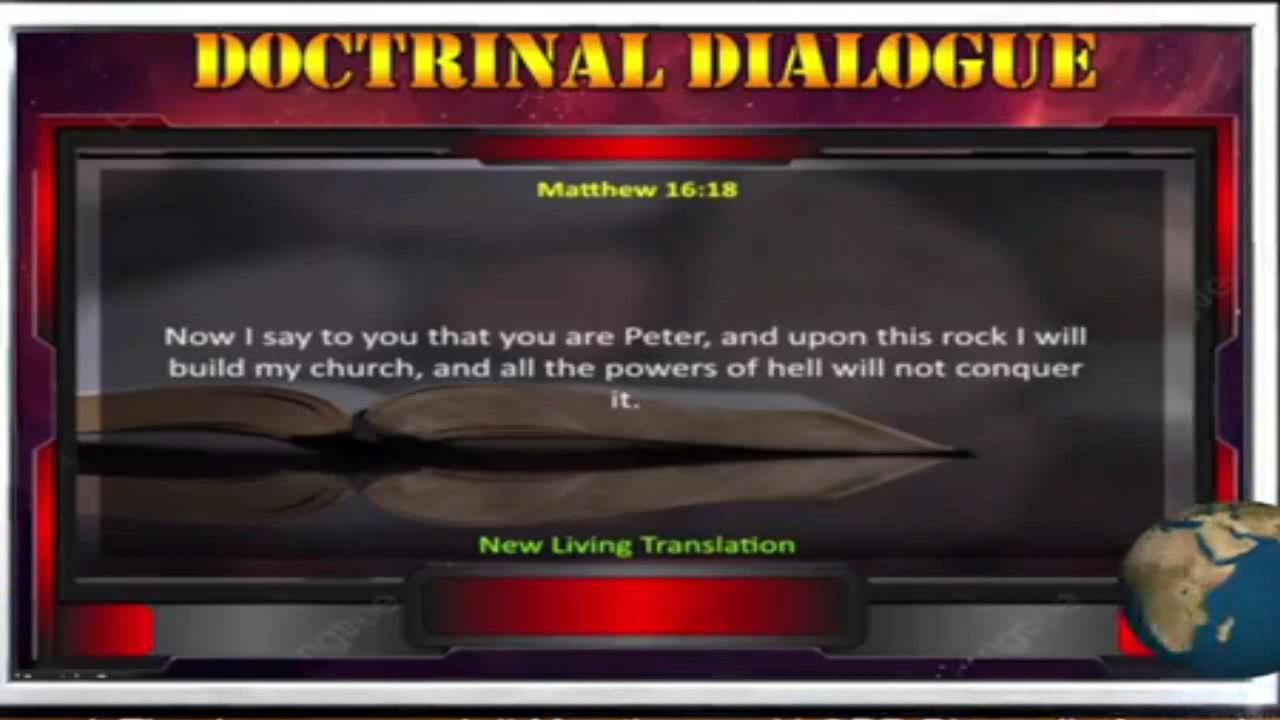 DOCTRINAL DIALOGUE
Matthew 16:18
Now I say to you that you are Peter, and upon this rock I will
build my church, and all the powers of hell will not conquer
it.
New Living Translation